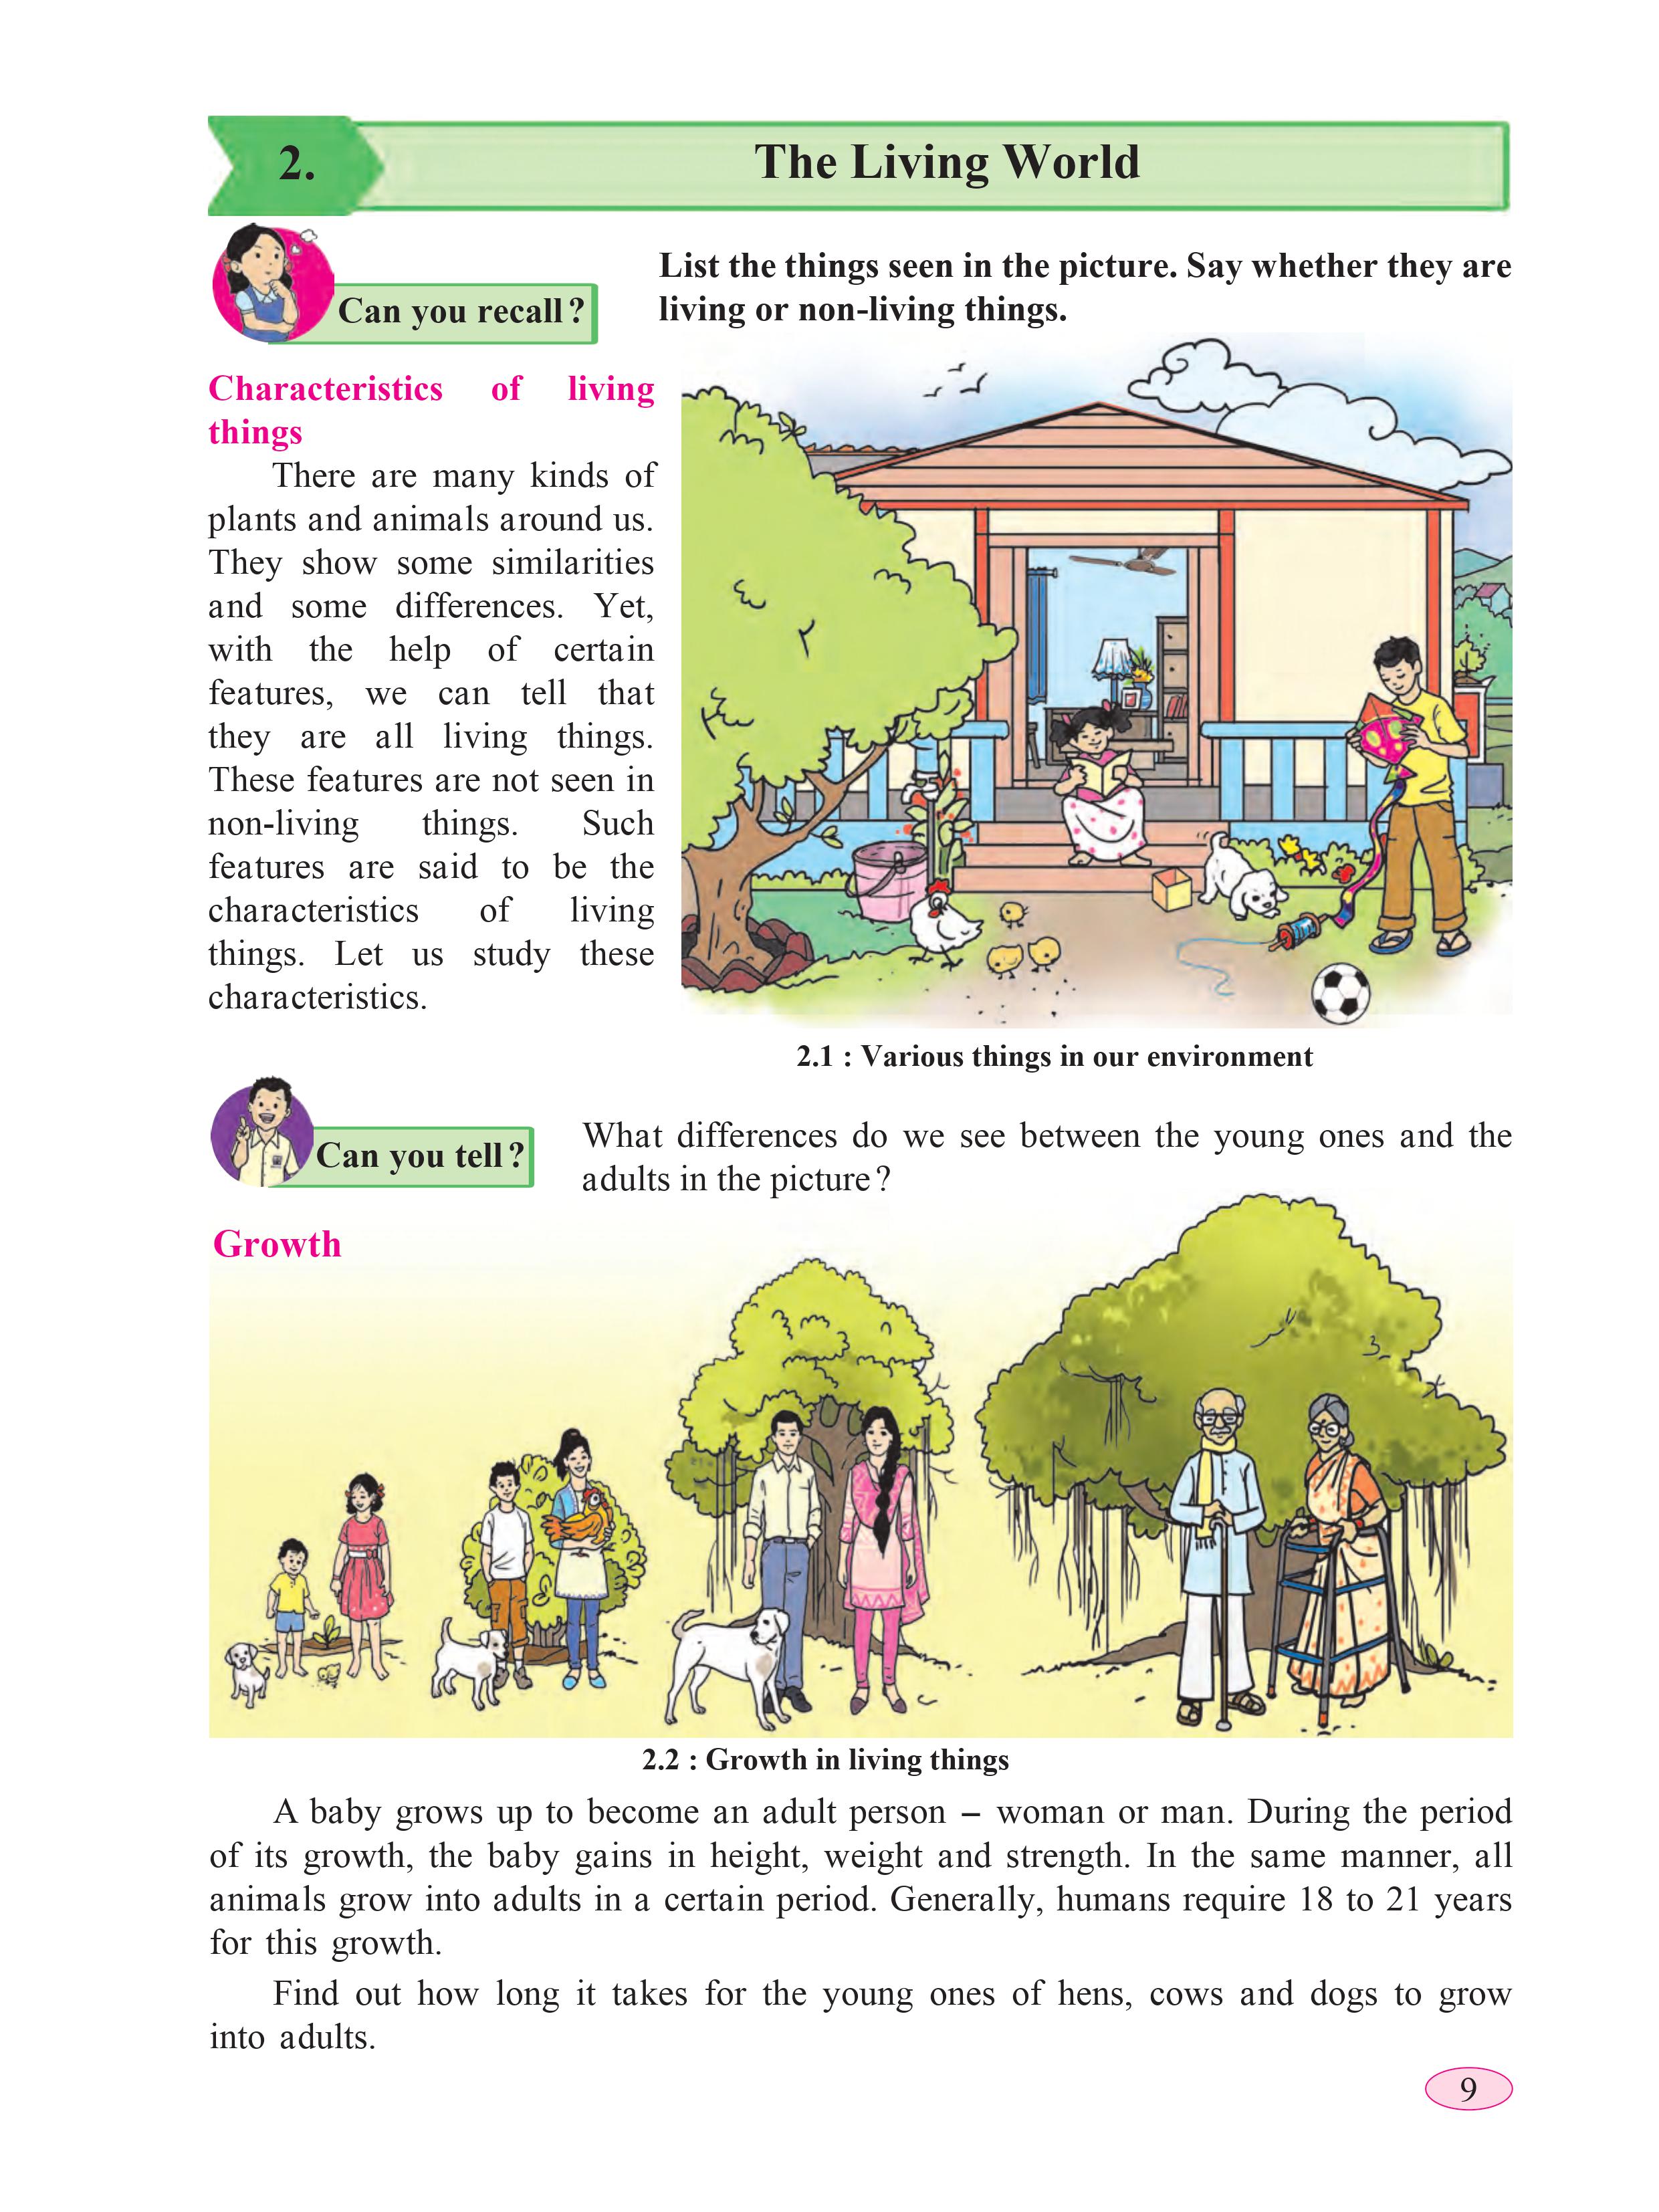 2.
The Living World
Can you recall?
List the things seen in the picture. Say whether they are
living or non-living things.
Characteristics of living
things
There are many kinds of
plants and animals around us.
They show some similarities
and some differences. Yet,
with the help of certain
features, we can tell that
they are all living things.
These features are not seen in
non-living things. Such
features are said to be the
characteristics of living
things. Let us study these
characteristics.
2.1 : Various things in our environment
Can you tell?
What differences do we see between the young ones and the
adults in the picture?
Growth
2.2 : Growth in living things
A baby grows up to become an adult person – woman or man. During the period
of its growth, the baby gains in height, weight and strength. In the same manner, all
animals grow into adults in a certain period. Generally, humans require 18 to 21 years
for this growth.
Find out how long it takes for the young ones of hens, cows and dogs to grow
into adults.
9